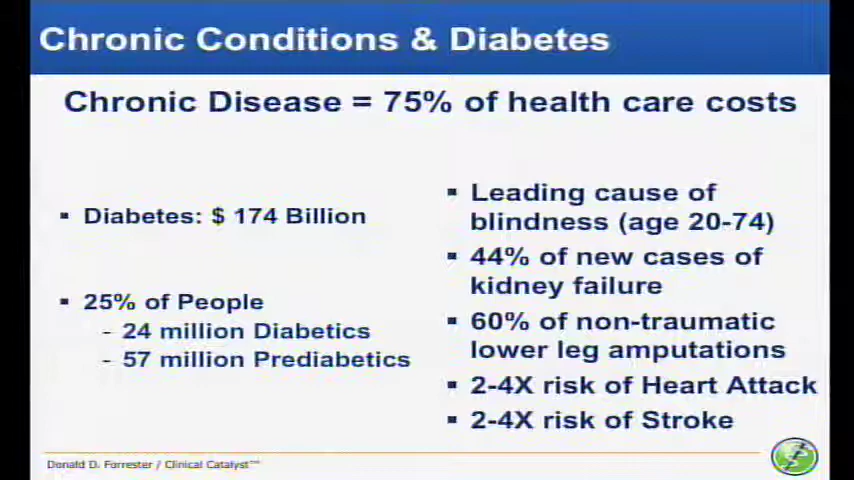 Chronic Conditions & Diabetes
Chronic Disease = 75% of health care costs
▪ Diabetes: $ 174 Billion
▪ 25% of People
- 24 million Diabetics
- 57 million Prediabetics
▪ Leading cause of
blindness (age 20-74)
▪ 44% of new cases of
kidney failure
▪ 60% of non-traumatic
lower leg amputations
▪ 2-4X risk of Heart Attack
▪ 2-4X risk of Stroke
Donald D. Forrester / Clinical Catalyst™